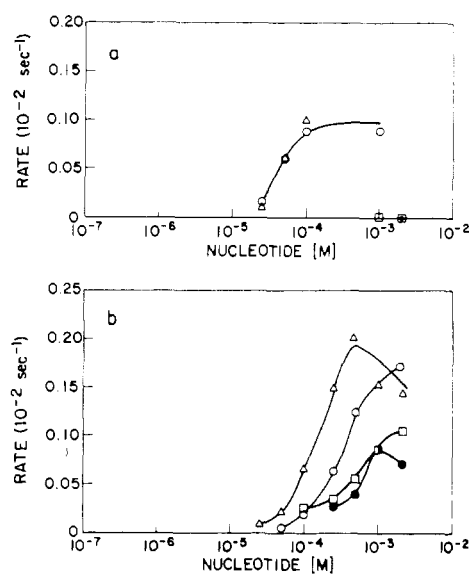 a
RATE (10⁻² sec⁻¹)
0.20
0.15
0.10
0.05
0
10⁻⁷ 10⁻⁶ 10⁻⁵ 10⁻⁴ 10⁻³ 10⁻²
NUCLEOTIDE [M]
b
RATE (10⁻² sec⁻¹)
0.25
0.20
0.15
0.10
0.05
0
10⁻⁷ 10⁻⁶ 10⁻⁵ 10⁻⁴ 10⁻³ 10⁻²
NUCLEOTIDE [M]